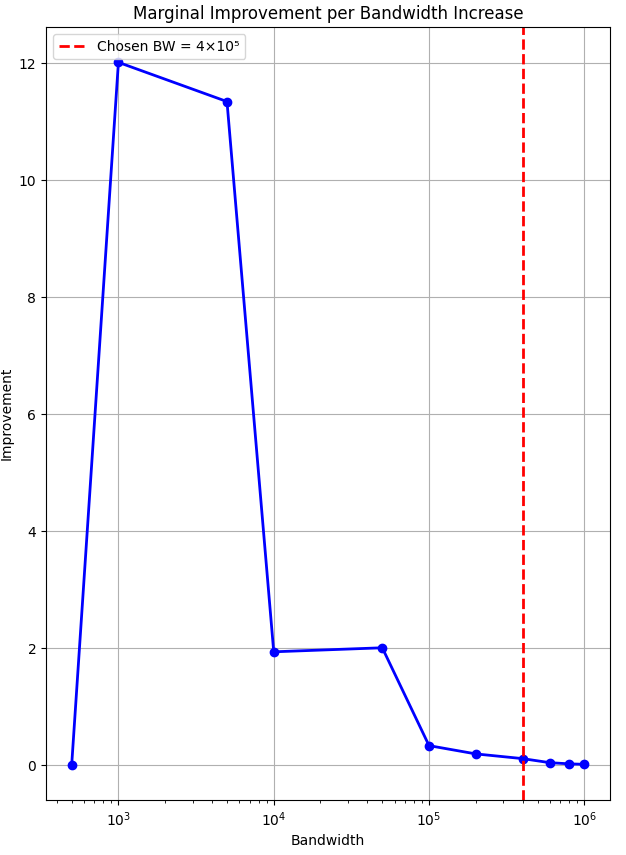 Marginal Improvement per Bandwidth Increase
Chosen BW = 4×10⁵
12
10
8
6
4
2
0
Improvement
10³
10⁴
10⁵
10⁶
Bandwidth